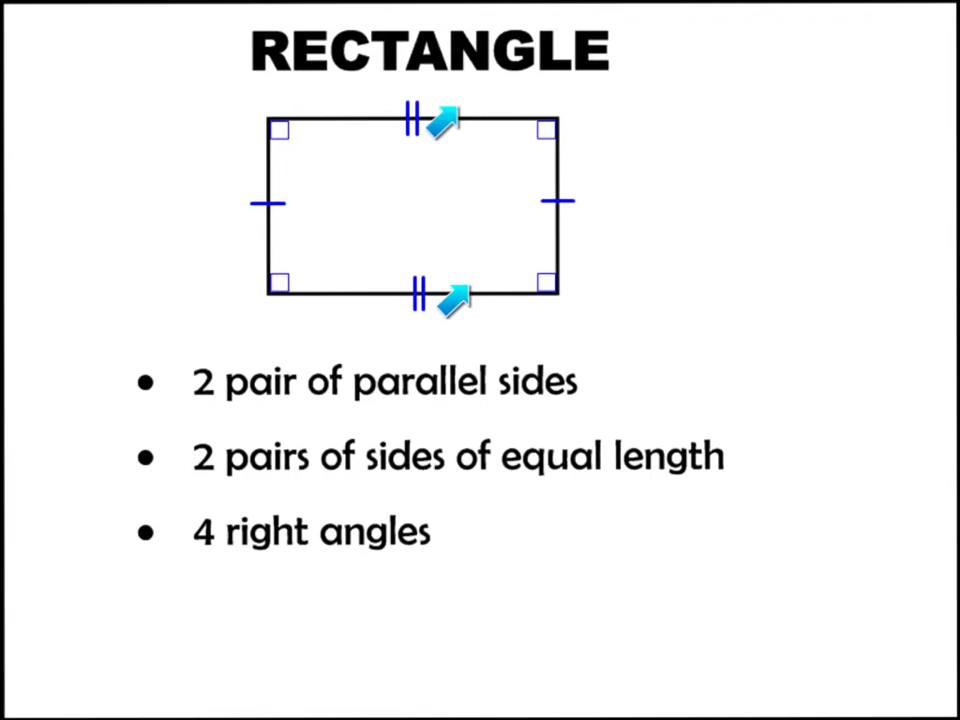 RECTANGLE
• 2 pair of parallel sides
• 2 pairs of sides of equal length
• 4 right angles